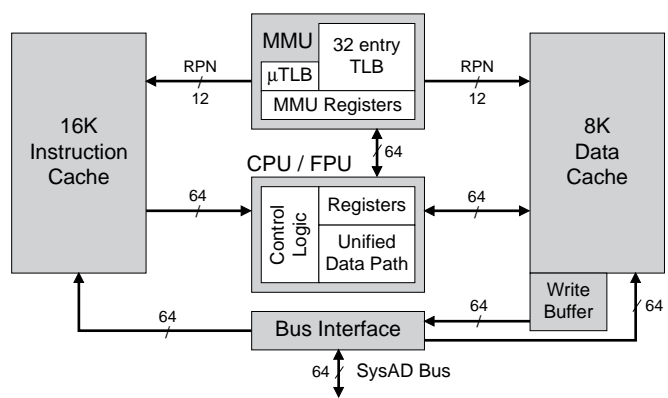 MMU
32 entry
TLB
µTLB
MMU Registers
RPN
12
RPN
12
16K
Instruction
Cache
8K
Data
Cache
64
CPU / FPU
64
64
Control
Logic
Registers
Unified
Data Path
Write
Buffer
64
64
64
Bus Interface
64
SysAD Bus